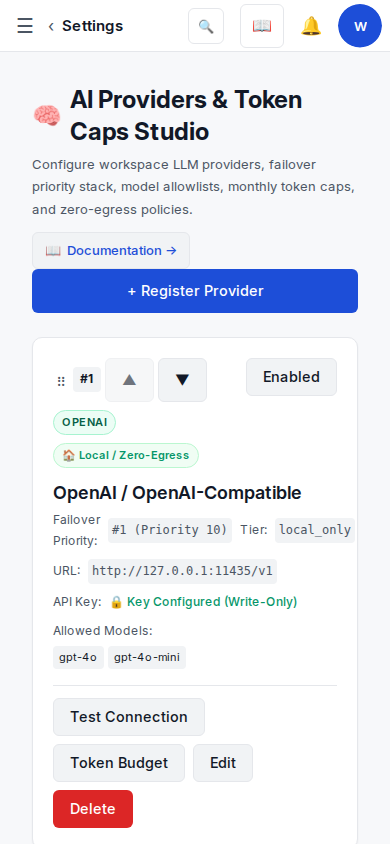 Settings
W
AI Providers & Token
Caps Studio
Configure workspace LLM providers, failover
priority stack, model allowlists, monthly token caps,
and zero-egress policies.
Documentation →
+ Register Provider
#1
Enabled
OPENAI
Local / Zero-Egress
OpenAI / OpenAI-Compatible
Failover
Priority: #1 (Priority 10) Tier: local_only
URL: http://127.0.0.1:11435/v1
API Key: Key Configured (Write-Only)
Allowed Models:
gpt-4o gpt-4o-mini
Test Connection
Token Budget Edit
Delete